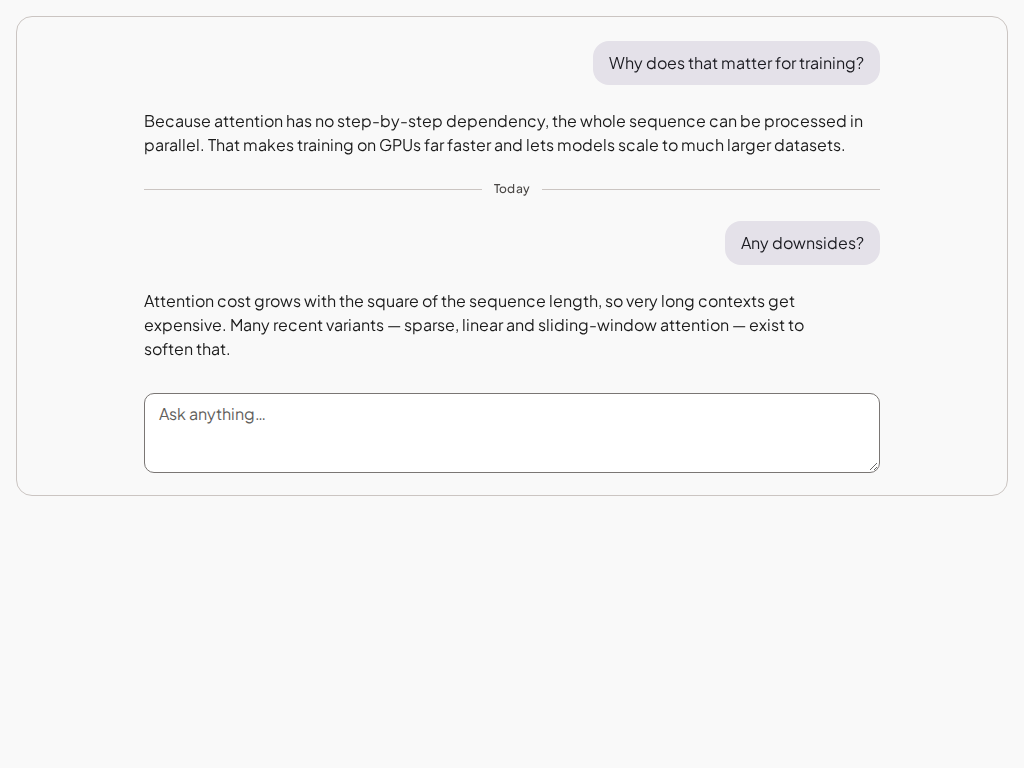 Why does that matter for training?
Because attention has no step-by-step dependency, the whole sequence can be processed in
parallel. That makes training on GPUs far faster and lets models scale to much larger datasets.
Today
Any downsides?
Attention cost grows with the square of the sequence length, so very long contexts get
expensive. Many recent variants — sparse, linear and sliding-window attention — exist to
soften that.
Ask anything…